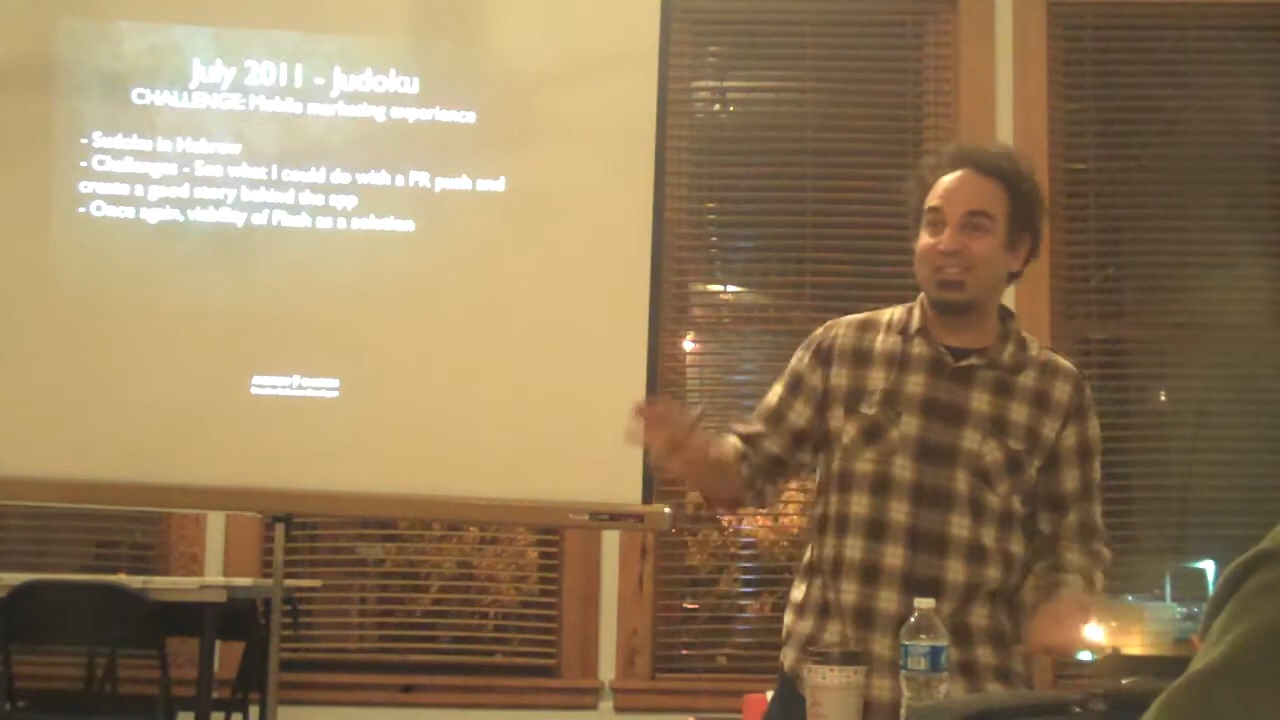 July 2011 - Judoku
CHALLENGE: Mobile marketing experience
- Sudoku in Hebrew
- Challenges - See what I could do with a PR push and
create a good story behind the app
- Once again, viability of Flash as a solution